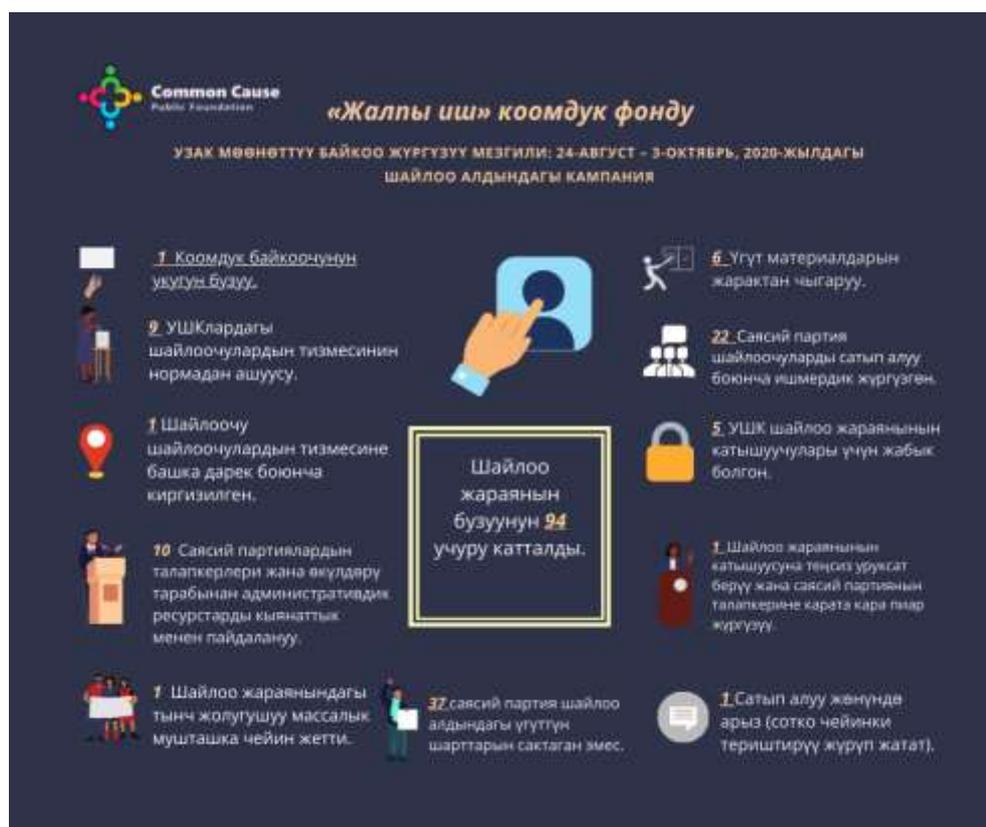 Common Cause
Public Foundation
«Жалпы иш» коомдук фонду
УЗАК МӨӨНӨТТҮҮ БАЙКОО ЖҮРГҮЗҮҮ МЕЗГИЛИ: 24-АВГУСТ – 3-ОКТЯБРЬ, 2020-ЖЫЛДАГЫ
ШАЙЛОО АЛДЫНДАГЫ КАМПАНИЯ
1 Коомдук байкоочунун
укугун бузуу.
9 УШКлардагы
шайлоочулардын тизмесинин
нормадан ашуусу.
1 Шайлоочу
шайлоочулардын тизмесине
башка дарек боюнча
киргизилген.
10 Саясий партиялардын
талапкерлери жана өкүлдөрү
тарабынан административдик
ресурстарды кыянаттык
менен пайдалануу.
1 Шайлоо жараянындагы
тынч жолугушуу массалык
мушташка чейин жетти.
Шайлоо
жараянын
бузуунун 94
учуру катталды.
37 саясий партия шайлоо
алдындагы үгүттүн
шарттарын сактаган эмес.
6 Үгүт материалдарын
жарактан чыгаруу.
22 Саясий партия
шайлоочуларды сатып алуу
боюнча ишмердик жүргүзгөн.
5 УШК шайлоо жараянынын
катышуучулары үчүн жабык
болгон.
1 Шайлоо жараянынын
катышуусуна теңсиз уруксат
берүү жана саясий партиянын
талапкерине карата кара пиар
жүргүзүү.
1 Сатып алуу жөнүндө
арыз (сотко чейинки
териштирүү жүрүп жатат).